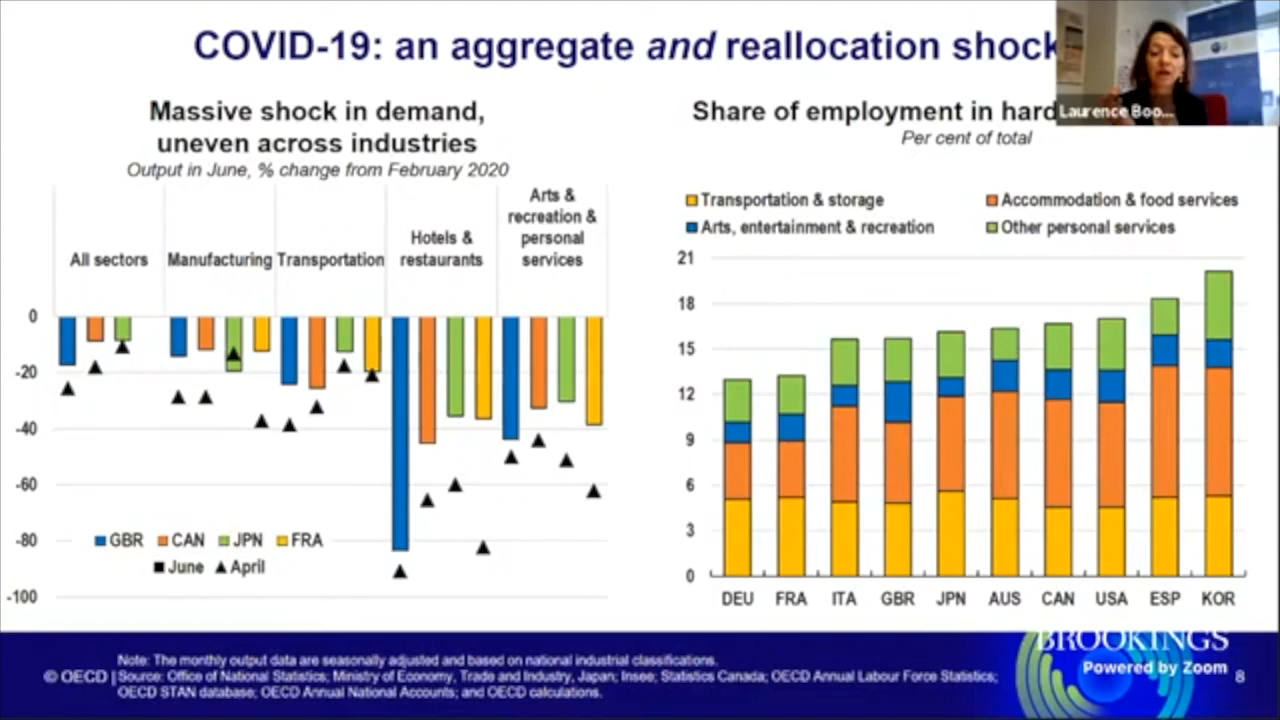 COVID-19: an aggregate and reallocation shock
Laurence Boo...
Massive shock in demand,
uneven across industries
Output in June, % change from February 2020
All sectors
Manufacturing
Transportation
Hotels &
restaurants
Arts &
recreation &
personal
services
0
-20
-40
-60
-80
-100
GBR CAN JPN FRA
June April
Share of employment in hard
Per cent of total
Transportation & storage
Accommodation & food services
Arts, entertainment & recreation
Other personal services
21
18
15
12
9
6
3
0
DEU FRA ITA GBR JPN AUS CAN USA ESP KOR
© OECD
Note: The monthly output data are seasonally adjusted and based on national industrial classifications.
Source: Office of National Statistics; Ministry of Economy, Trade and Industry, Japan; Insee; Statistics Canada; OECD Annual Labour Force Statistics;
OECD STAN database; OECD Annual National Accounts; and OECD calculations.
BROOKINGS
Powered by Zoom
8